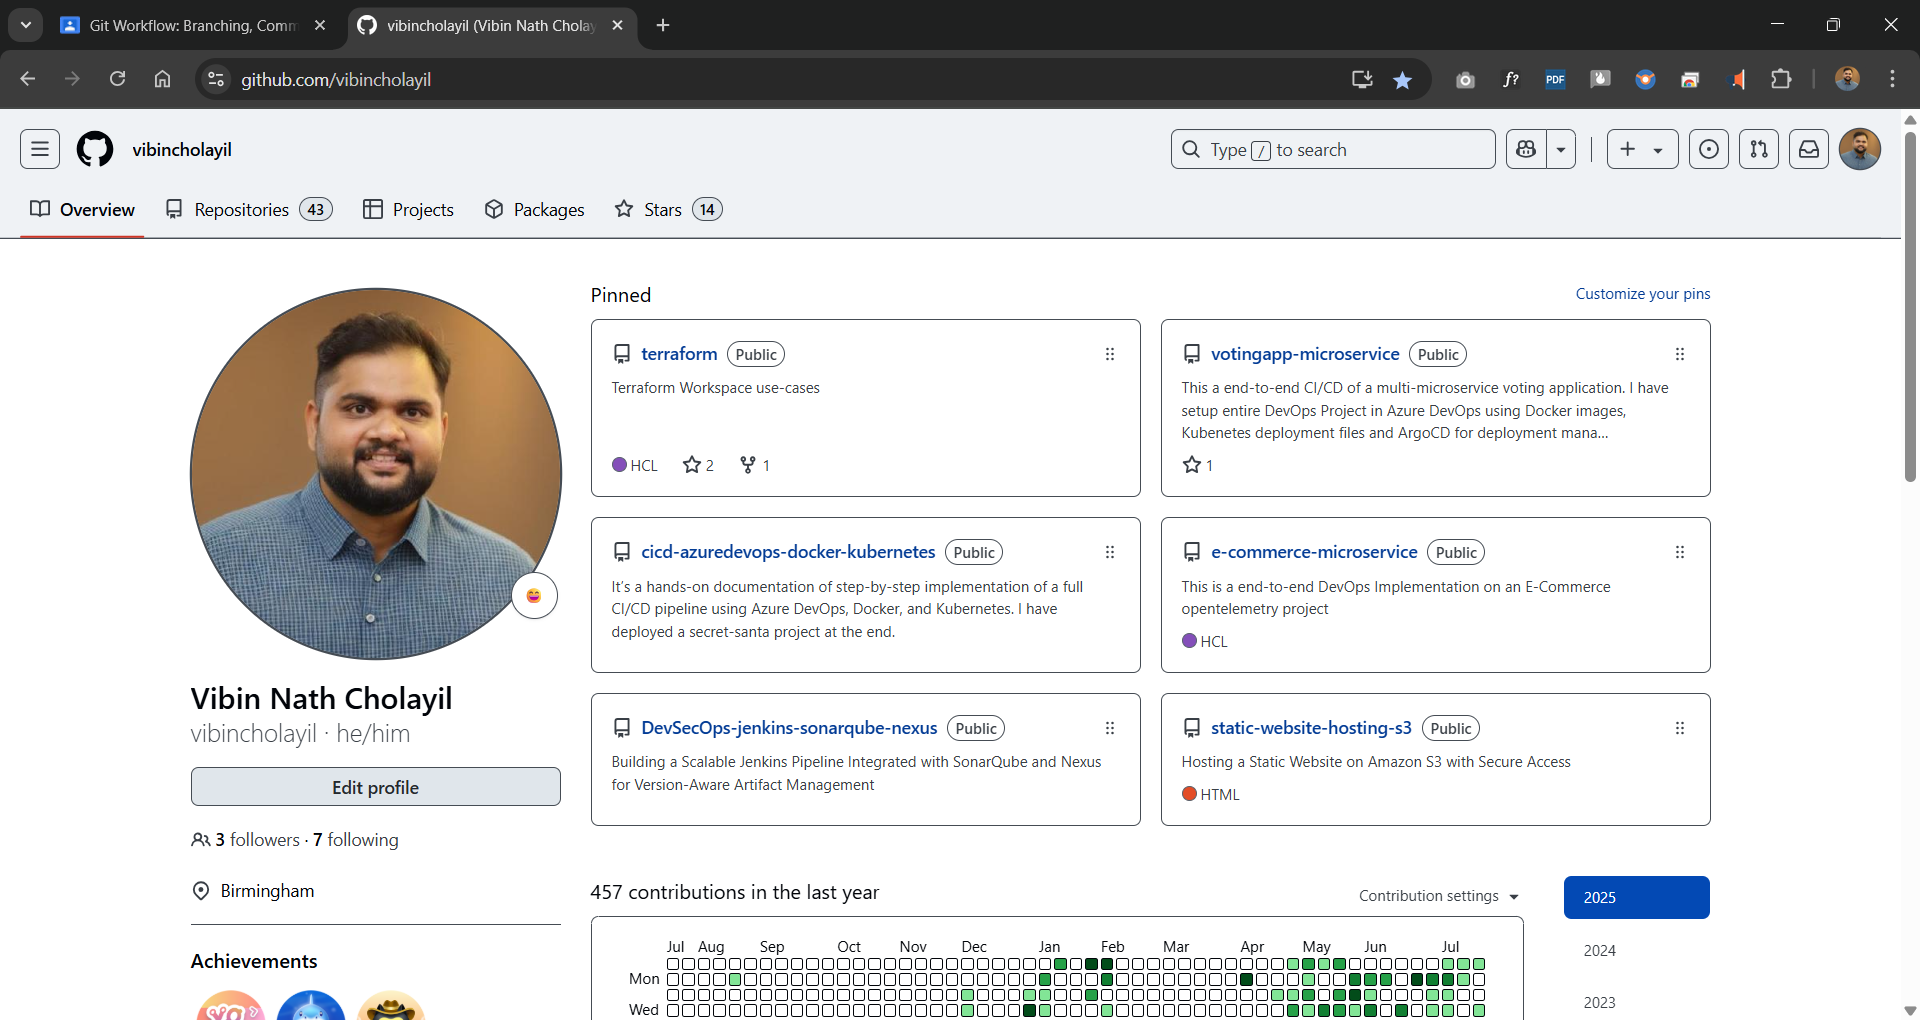 Git Workflow: Branching, Comm
vibincholayil (Vibin Nath Cholay
github.com/vibincholayil
f?
PDF
vibincholayil
Type / to search
Overview
Repositories 43
Projects
Packages
Stars 14
Pinned
Customize your pins
terraform Public
Terraform Workspace use-cases
HCL 2 1
votingapp-microservice Public
This a end-to-end CI/CD of a multi-microservice voting application. I have
setup entire DevOps Project in Azure DevOps using Docker images,
Kubenetes deployment files and ArgoCD for deployment mana...
1
cicd-azuredevops-docker-kubernetes Public
It's a hands-on documentation of step-by-step implementation of a full
CI/CD pipeline using Azure DevOps, Docker, and Kubernetes. I have
deployed a secret-santa project at the end.
e-commerce-microservice Public
This is a end-to-end DevOps Implementation on an E-Commerce
opentelemetry project
HCL
DevSecOps-jenkins-sonarqube-nexus Public
Building a Scalable Jenkins Pipeline Integrated with SonarQube and Nexus
for Version-Aware Artifact Management
static-website-hosting-s3 Public
Hosting a Static Website on Amazon S3 with Secure Access
HTML
Vibin Nath Cholayil
vibincholayil · he/him
Edit profile
3 followers · 7 following
Birmingham
Achievements
457 contributions in the last year
Contribution settings
2025
2024
2023
Jul Aug Sep Oct Nov Dec Jan Feb Mar Apr May Jun Jul
Mon
Wed